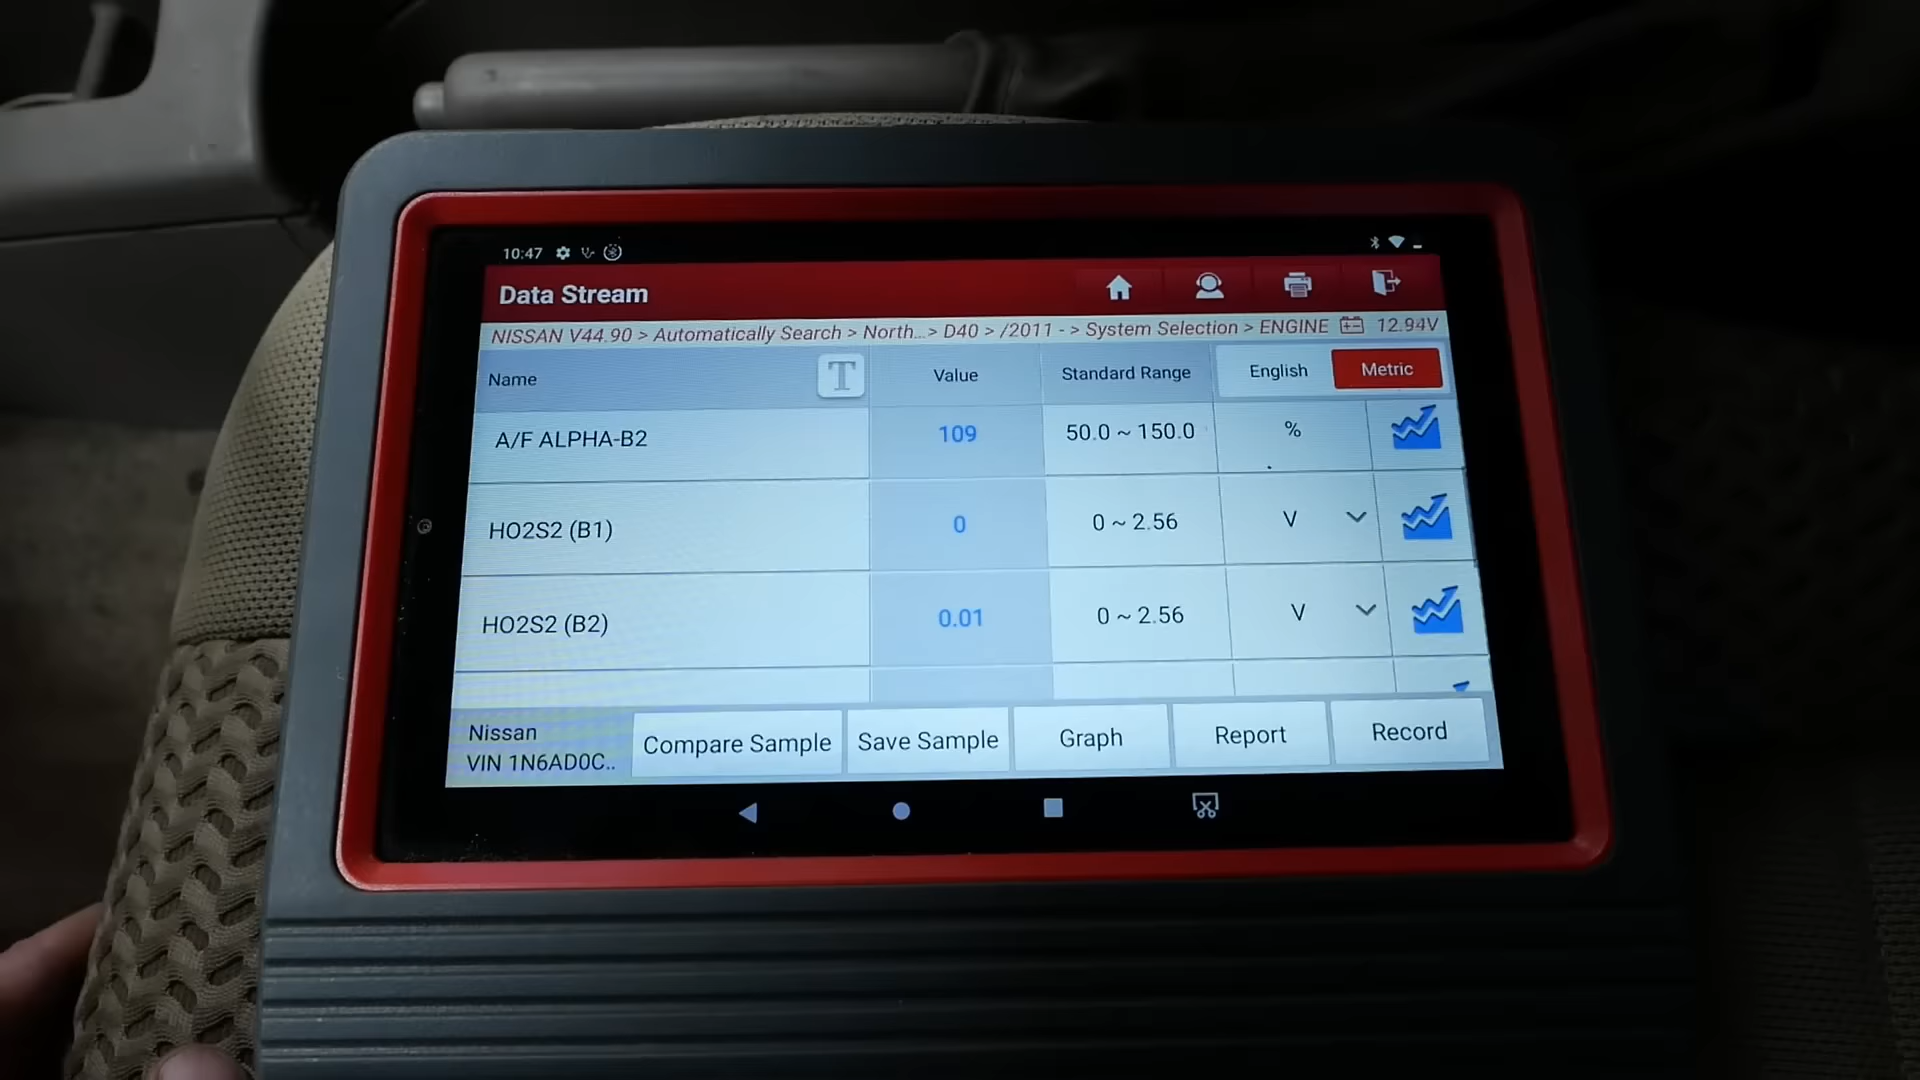 10:47
Data Stream
NISSAN V44.90 > Automatically Search > North...> D40 > /2011 - > System Selection > ENGINE 12.94V
Name T Value Standard Range English Metric
A/F ALPHA-B2 109 50.0 ~ 150.0 %
HO2S2 (B1) 0 0 ~ 2.56 V
HO2S2 (B2) 0.01 0 ~ 2.56 V
Nissan
VIN 1N6AD0C..
Compare Sample Save Sample Graph Report Record